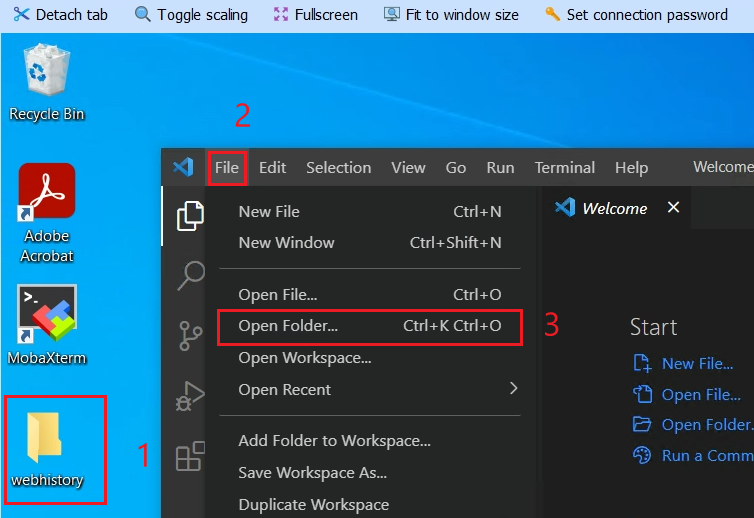 Detach tab
Toggle scaling
Fullscreen
Fit to window size
Set connection password
Recycle Bin
Adobe
Acrobat
>_
MobaXterm
webhistory
1
2
File Edit Selection View Go Run Terminal Help Welcome
New File Ctrl+N
New Window Ctrl+Shift+N
Open File... Ctrl+O
Open Folder... Ctrl+K Ctrl+O
3
Open Workspace...
Open Recent
Add Folder to Workspace...
Save Workspace As...
Duplicate Workspace
Welcome
Start
New File...
Open File...
Open Folder.
Run a Comm